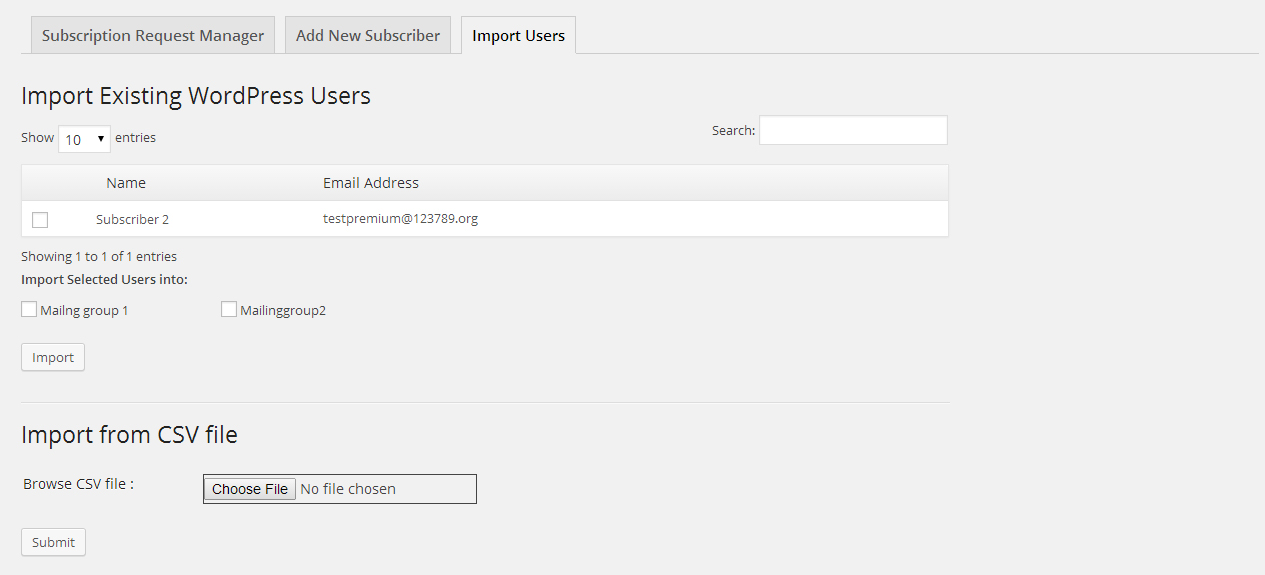 Subscription Request Manager Add New Subscriber Import Users
Import Existing WordPress Users
Show 10 entries Search:
Name Email Address
Subscriber 2 testpremium@123789.org
Showing 1 to 1 of 1 entries
Import Selected Users into:
Mailng group 1 Mailinggroup2
Import
Import from CSV file
Browse CSV file : Choose File No file chosen
Submit